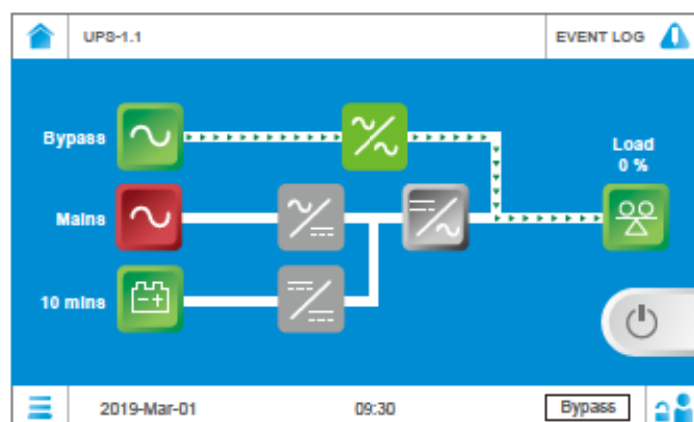 UPS-1.1
EVENT LOG
Bypass
Load
0 %
Mains
10 mins
2019-Mar-01
09:30
Bypass